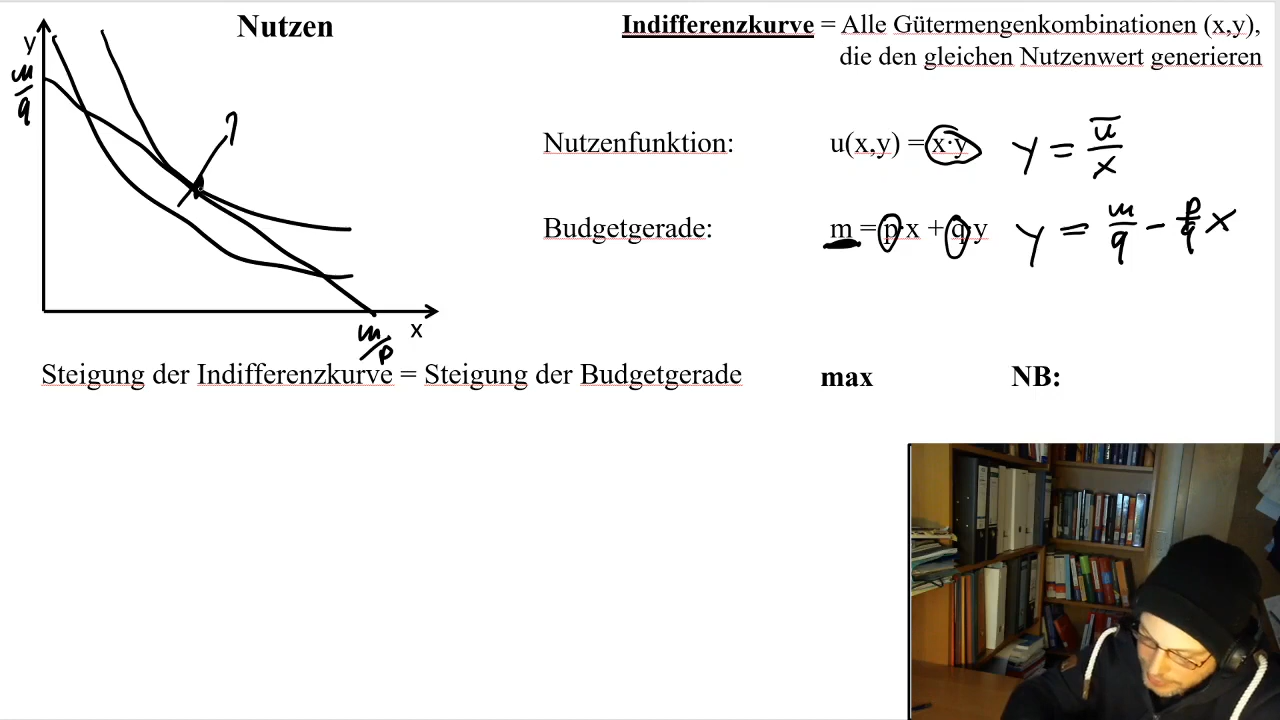 Nutzen
Indifferenzkurve = Alle Gütermengenkombinationen (x,y),
die den gleichen Nutzenwert generieren
y
m/q
?
Nutzenfunktion: u(x,y) = x·y y = ū/x
Budgetgerade: m = p·x + q·y y = m/q - p/q x
m/p
x
Steigung der Indifferenzkurve = Steigung der Budgetgerade max NB: